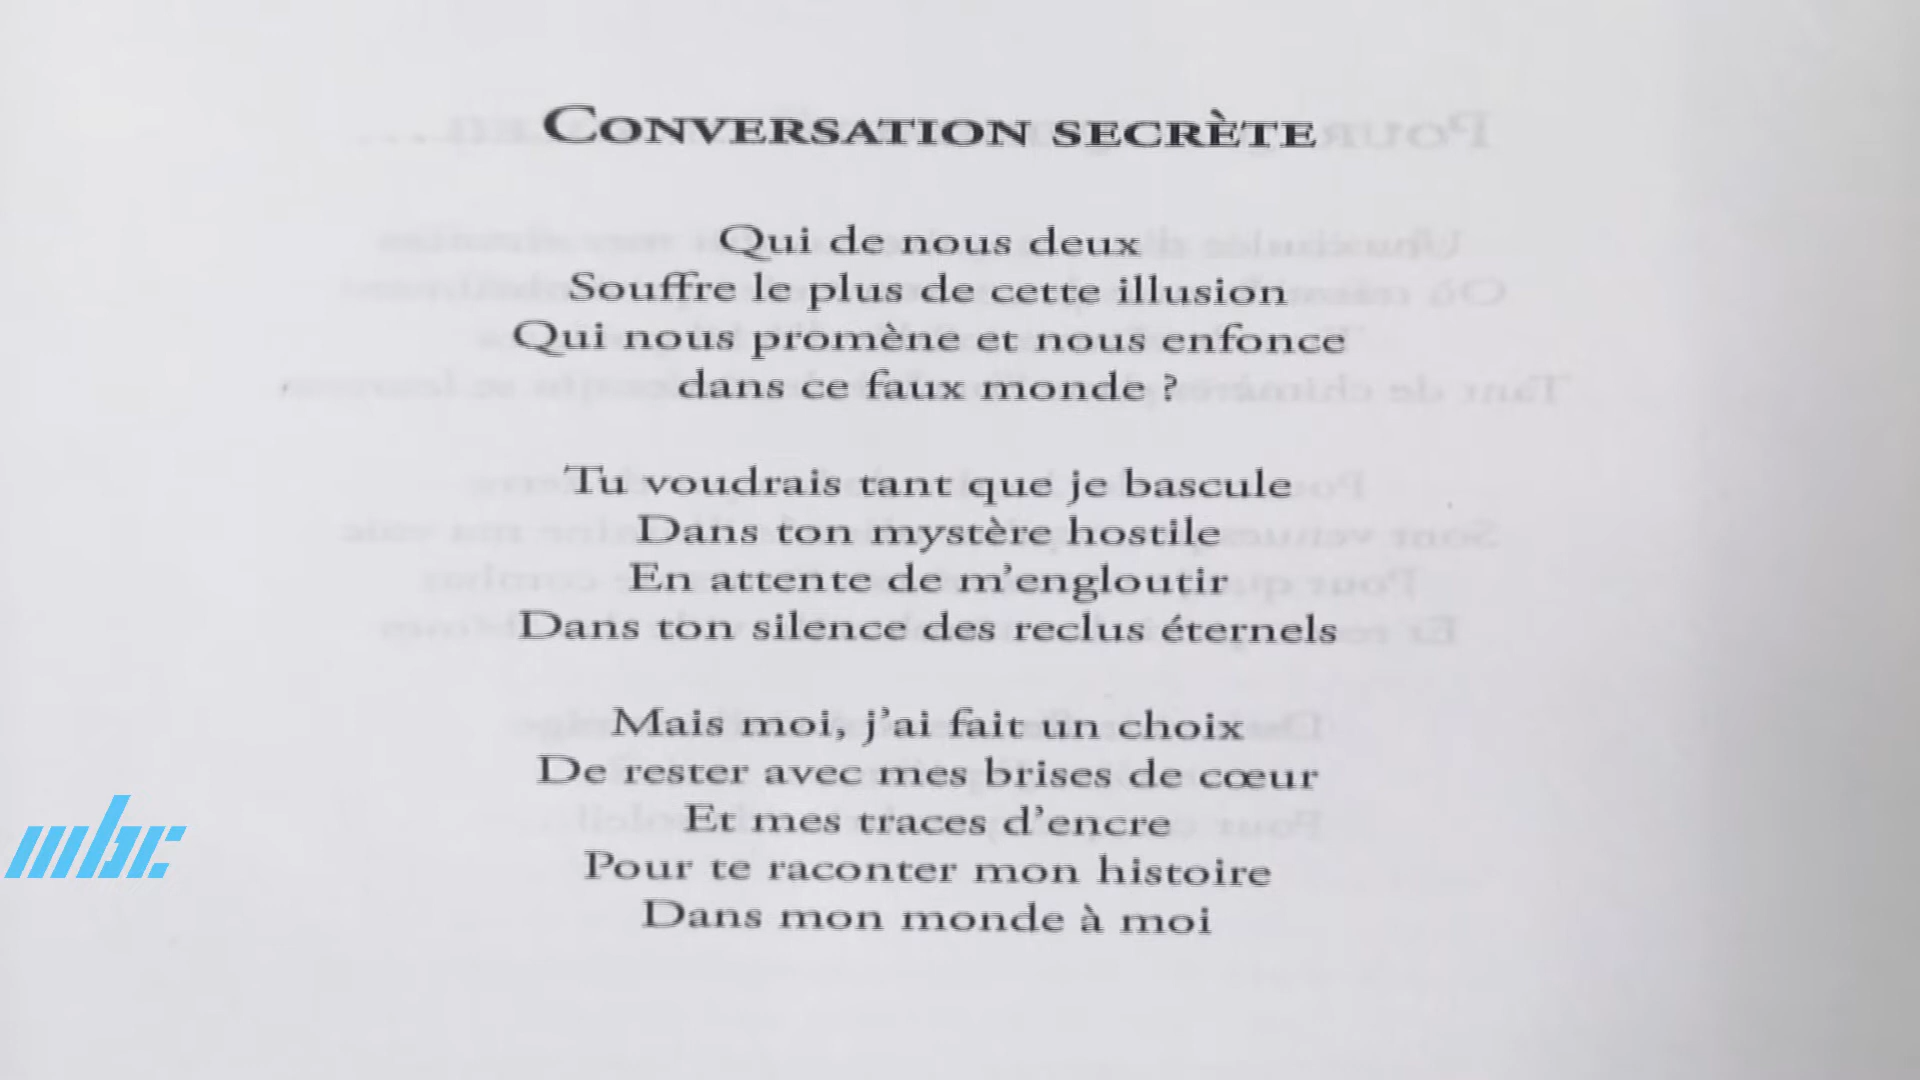 CONVERSATION SECRÈTE
Qui de nous deux
Souffre le plus de cette illusion
Qui nous promène et nous enfonce
dans ce faux monde ?
Tu voudrais tant que je bascule
Dans ton mystère hostile
En attente de m’engloutir
Dans ton silence des reclus éternels
Mais moi, j’ai fait un choix
De rester avec mes brises de cœur
Et mes traces d’encre
Pour te raconter mon histoire
Dans mon monde à moi
mbc